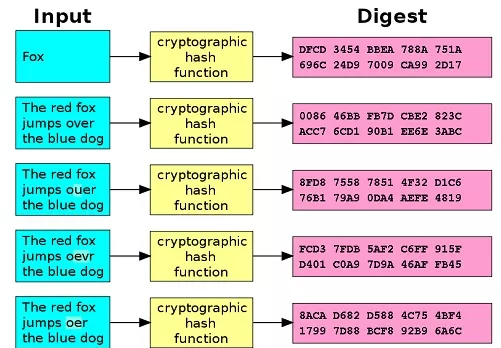 Input
Digest
Fox
cryptographic
hash
function
DFCD 3454 BBEA 788A 751A
696C 24D9 7009 CA99 2D17
The red fox
jumps over
the blue dog
cryptographic
hash
function
0086 46BB FB7D CBE2 823C
ACC7 6CD1 90B1 EE6E 3ABC
The red fox
jumps ouer
the blue dog
cryptographic
hash
function
8FD8 7558 7851 4F32 D1C6
76B1 79A9 0DA4 AEFE 4819
The red fox
jumps oevr
the blue dog
cryptographic
hash
function
FCD3 7FDB 5AF2 C6FF 915F
D401 C0A9 7D9A 46AF FB45
The red fox
jumps oer
the blue dog
cryptographic
hash
function
8ACA D682 D588 4C75 4BF4
1799 7D88 BCF8 92B9 6A6C